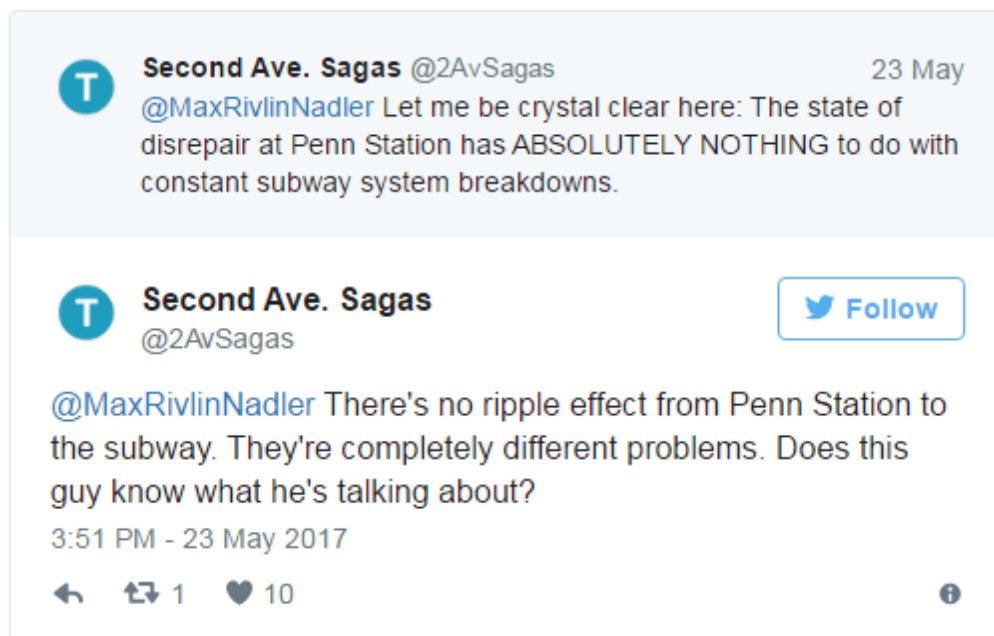 T
Second Ave. Sagas @2AvSagas 23 May
@MaxRivlinNadler Let me be crystal clear here: The state of
disrepair at Penn Station has ABSOLUTELY NOTHING to do with
constant subway system breakdowns.
T
Second Ave. Sagas
@2AvSagas
Follow
@MaxRivlinNadler There's no ripple effect from Penn Station to
the subway. They're completely different problems. Does this
guy know what he's talking about?
3:51 PM - 23 May 2017
1 10